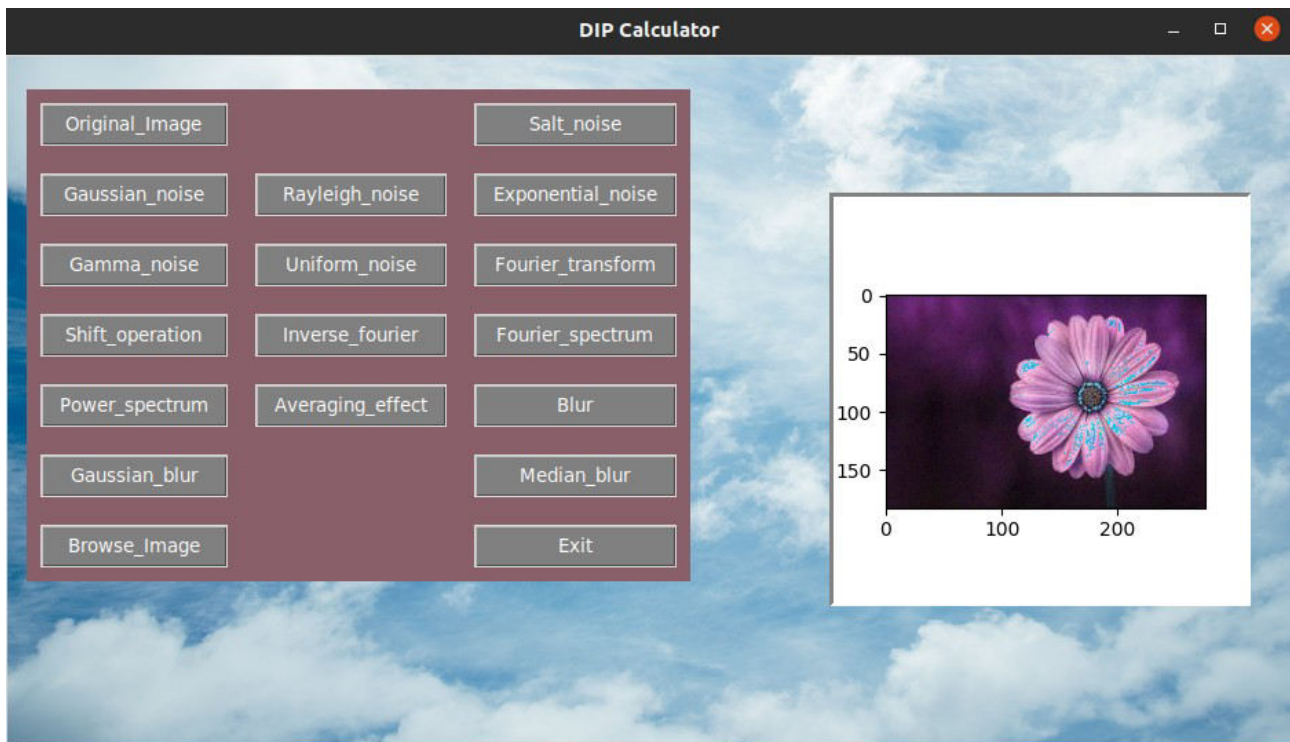 DIP Calculator
Original_Image Salt_noise
Gaussian_noise Rayleigh_noise Exponential_noise
Gamma_noise Uniform_noise Fourier_transform
Shift_operation Inverse_fourier Fourier_spectrum
Power_spectrum Averaging_effect Blur
Gaussian_blur Median_blur
Browse_Image Exit
0
50
100
150
0 100 200